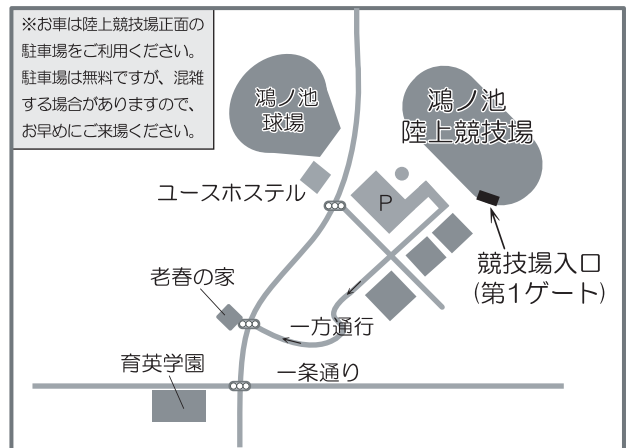 ※お車は陸上競技場正面の
駐車場をご利用ください。
駐車場は無料ですが、混雑
する場合がありますので、
お早めにご来場ください。
鴻ノ池
球場
鴻ノ池
陸上競技場
ユースホステル
P
競技場入口
(第1ゲート)
老春の家
一方通行
育英学園
一条通り